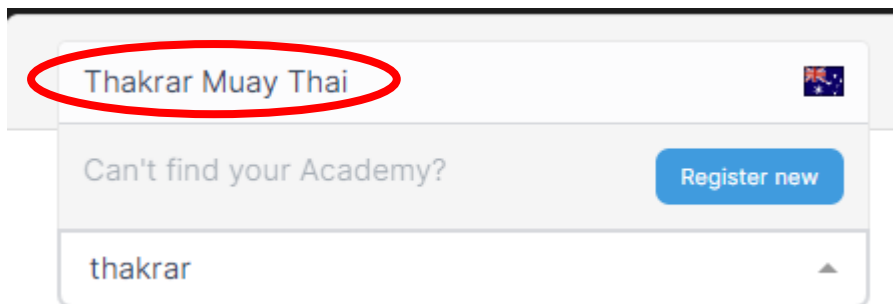 Thakrar Muay Thai
Can't find your Academy?
Register new
thakrar